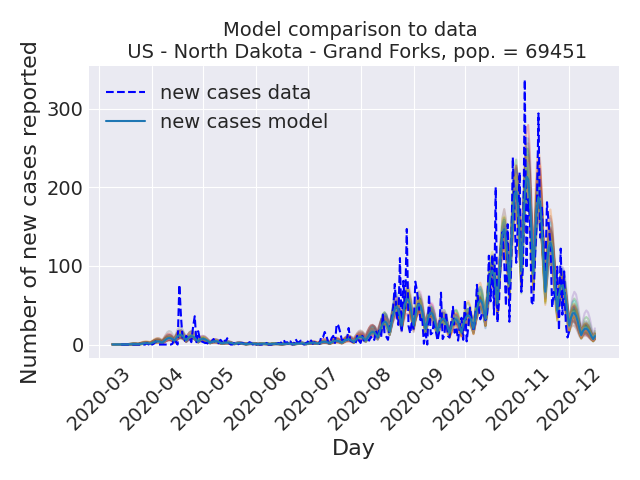 Model comparison to data
US - North Dakota - Grand Forks, pop. = 69451
Number of new cases reported
300
200
100
0
new cases data
new cases model
2020-03
2020-04
2020-05
2020-06
2020-07
2020-08
2020-09
2020-10
2020-11
2020-12
Day